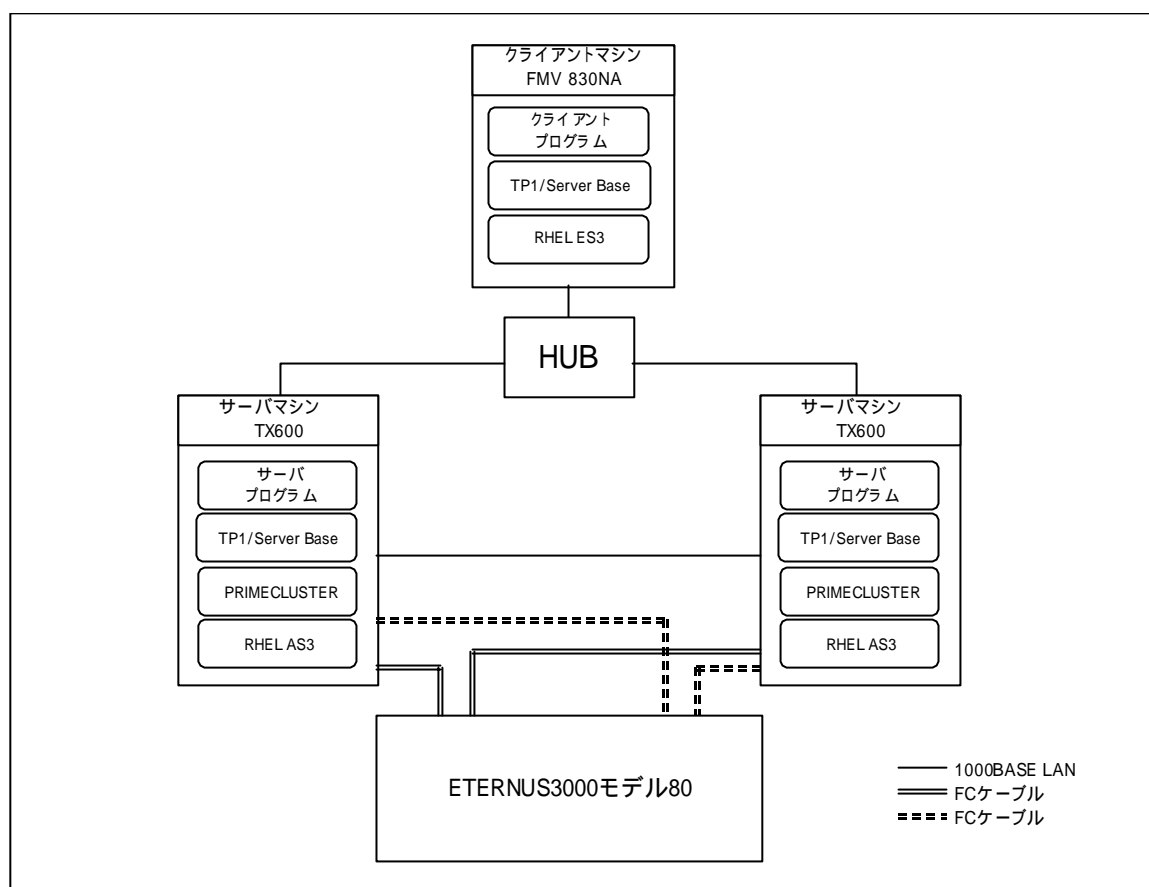 クライアントマシン
FMV 830NA
クライアント
プログラム
TP1/Server Base
RHEL ES3
HUB
サーバマシン
TX600
サーバ
プログラム
TP1/Server Base
PRIMECLUSTER
RHEL AS3
サーバマシン
TX600
サーバ
プログラム
TP1/Server Base
PRIMECLUSTER
RHEL AS3
ETERNUS3000モデル80
1000BASE LAN
FCケーブル
FCケーブル